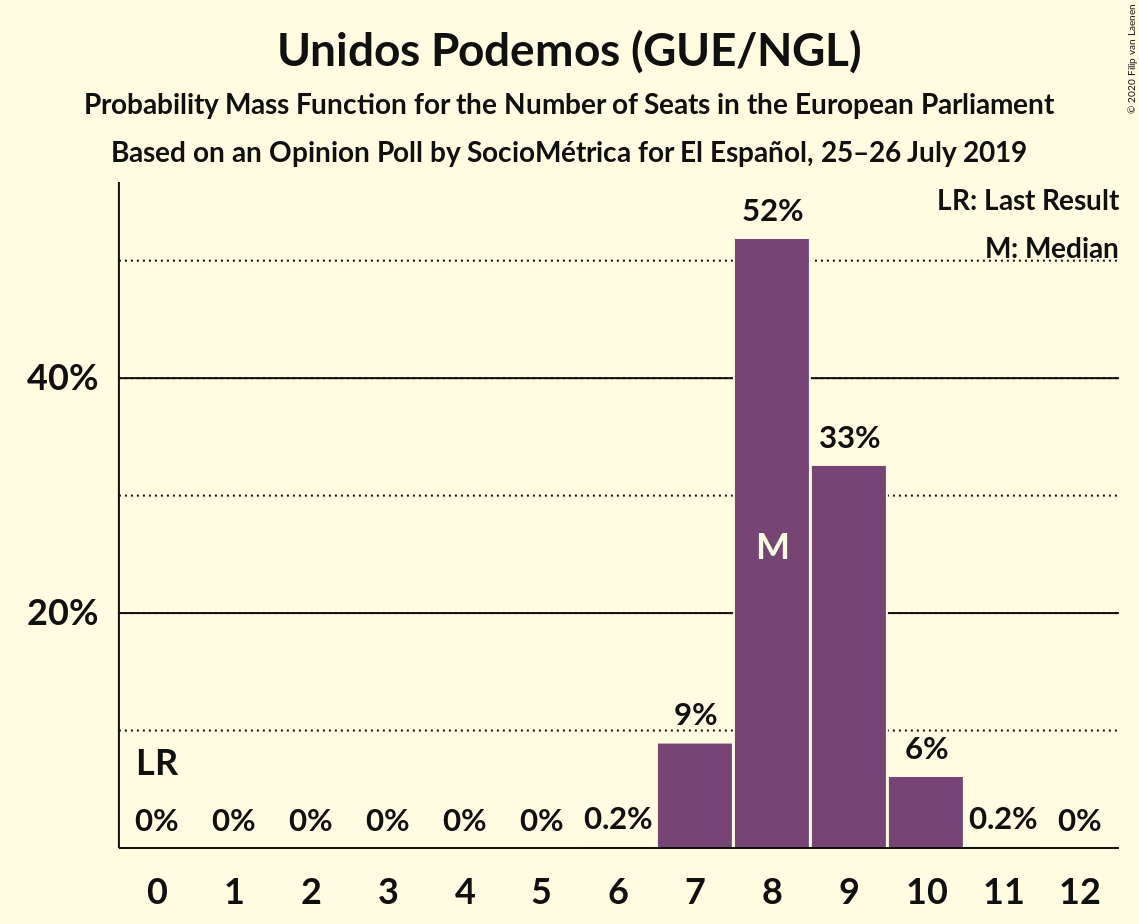 Unidos Podemos (GUE/NGL)
Probability Mass Function for the Number of Seats in the European Parliament
Based on an Opinion Poll by SocioMétrica for El Español, 25–26 July 2019
© 2020 Filip van Laenen
LR: Last Result
M: Median
52%
40%
33%
M
20%
9%
6%
LR
0% 0% 0% 0% 0% 0% 0.2% 0.2% 0%
0 1 2 3 4 5 6 7 8 9 10 11 12